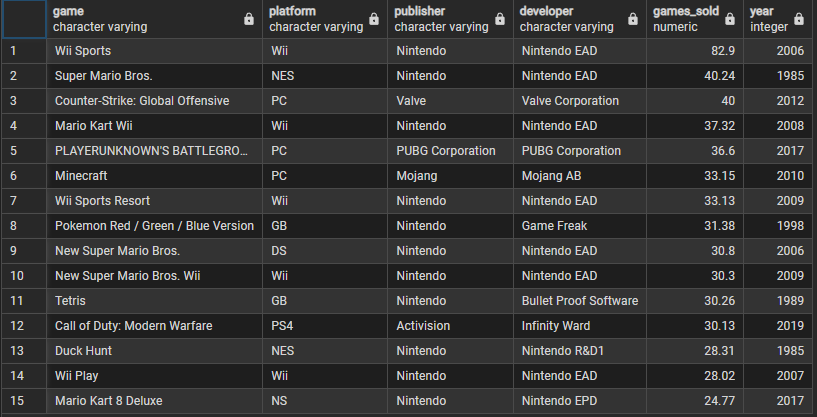 game platform publisher developer games_sold year
character varying character varying character varying character varying numeric integer
1 Wii Sports Wii Nintendo Nintendo EAD 82.9 2006
2 Super Mario Bros. NES Nintendo Nintendo EAD 40.24 1985
3 Counter-Strike: Global Offensive PC Valve Valve Corporation 40 2012
4 Mario Kart Wii Wii Nintendo Nintendo EAD 37.32 2008
5 PLAYERUNKNOWN'S BATTLEGRO... PC PUBG Corporation PUBG Corporation 36.6 2017
6 Minecraft PC Mojang Mojang AB 33.15 2010
7 Wii Sports Resort Wii Nintendo Nintendo EAD 33.13 2009
8 Pokemon Red / Green / Blue Version GB Nintendo Game Freak 31.38 1998
9 New Super Mario Bros. DS Nintendo Nintendo EAD 30.8 2006
10 New Super Mario Bros. Wii Wii Nintendo Nintendo EAD 30.3 2009
11 Tetris GB Nintendo Bullet Proof Software 30.26 1989
12 Call of Duty: Modern Warfare PS4 Activision Infinity Ward 30.13 2019
13 Duck Hunt NES Nintendo Nintendo R&D1 28.31 1985
14 Wii Play Wii Nintendo Nintendo EAD 28.02 2007
15 Mario Kart 8 Deluxe NS Nintendo Nintendo EPD 24.77 2017